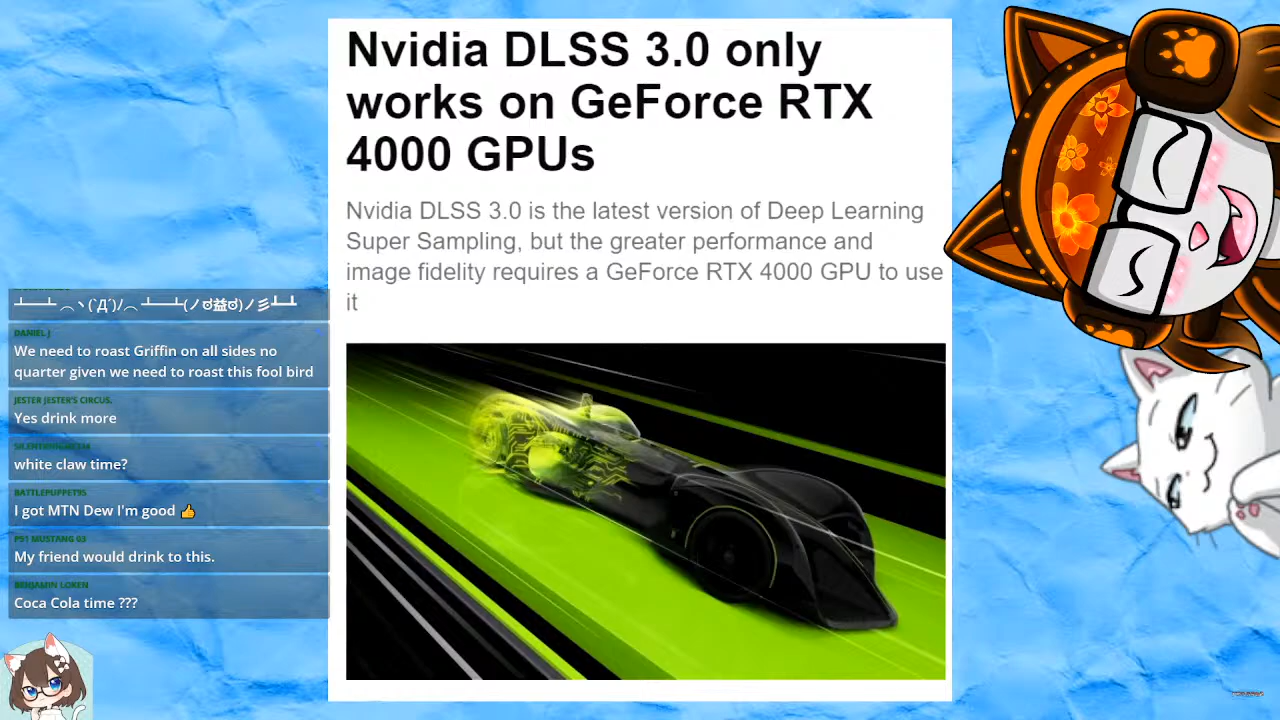 Nvidia DLSS 3.0 only
works on GeForce RTX
4000 GPUs
Nvidia DLSS 3.0 is the latest version of Deep Learning
Super Sampling, but the greater performance and
image fidelity requires a GeForce RTX 4000 GPU to use
it
DANIEL J
We need to roast Griffin on all sides no
quarter given we need to roast this fool bird
JESTER JESTER'S CIRCUS.
Yes drink more
white claw time?
BATTLEPUPPET95
I got MTN Dew I'm good 👍
P51 MUSTANG 03
My friend would drink to this.
BENJAMIN LOKEN
Coca Cola time ???